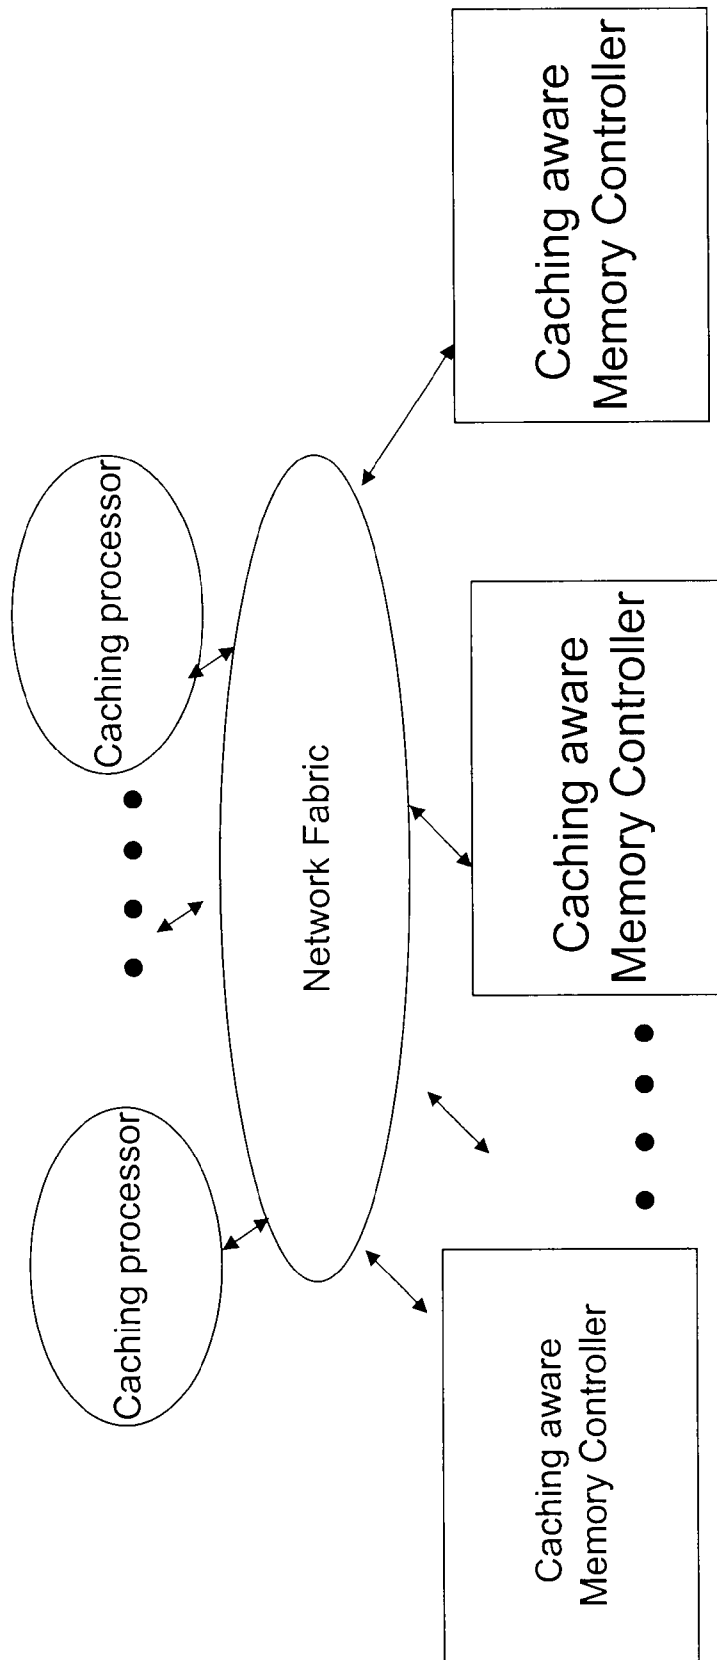 Caching processor
Caching processor
Network Fabric
Caching aware
Memory Controller
Caching aware
Memory Controller
Caching aware
Memory Controller